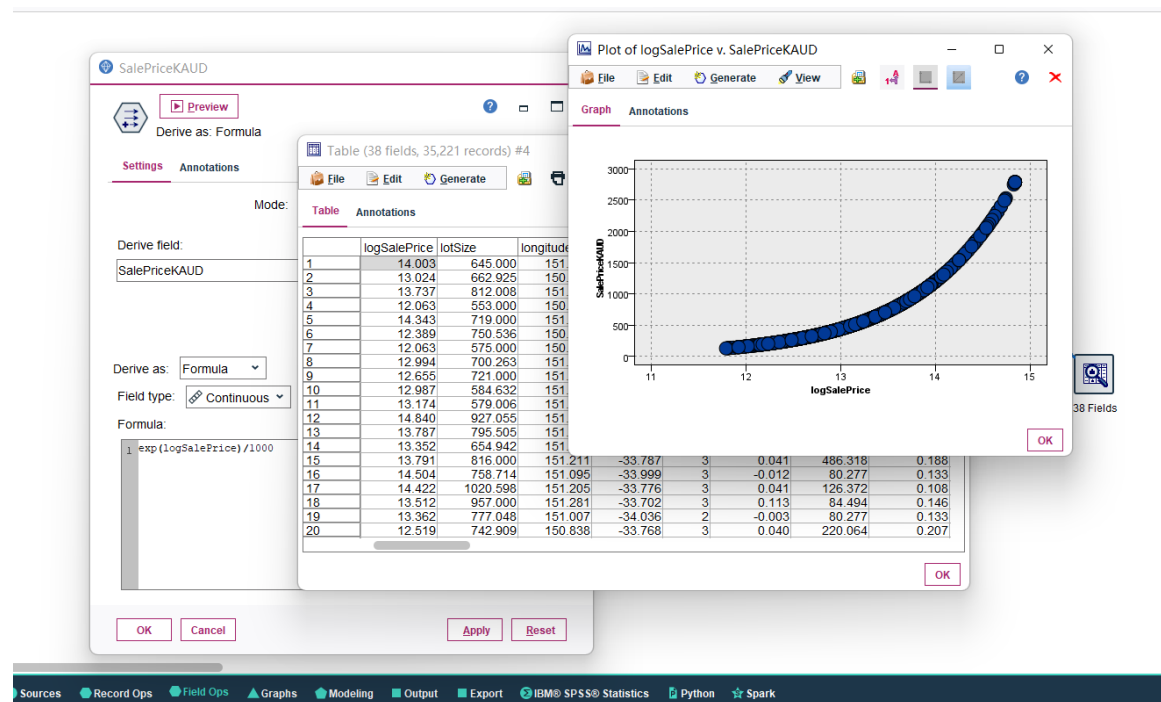 SalePriceKAUD
Preview
Derive as: Formula
Settings Annotations
Mode:
Derive field:
SalePriceKAUD
Derive as: Formula
Field type: Continuous
Formula:
1 exp(logSalePrice)/1000
OK Cancel Apply Reset
Table (38 fields, 35,221 records) #4
File Edit Generate
Table Annotations
logSalePrice lotSize longitude
1 14.003 645.000 151.
2 13.024 662.925 150.
3 13.737 812.008 151.
4 12.063 553.000 150.
5 14.343 719.000 151.
6 12.389 750.536 150.
7 12.063 575.000 150.
8 12.994 700.263 151.
9 12.655 721.000 151.
10 12.987 584.632 151.
11 13.174 579.006 151.
12 14.840 927.055 151.
13 13.787 795.505 151.
14 13.352 654.942 151.
15 13.791 816.000 151.211 -33.787 3 0.041 486.318 0.188
16 14.504 758.714 151.095 -33.999 3 -0.012 80.277 0.133
17 14.422 1020.598 151.205 -33.776 3 0.041 126.372 0.108
18 13.512 957.000 151.281 -33.702 3 0.113 84.494 0.146
19 13.362 777.048 151.007 -34.036 2 -0.003 80.277 0.133
20 12.519 742.909 150.838 -33.768 3 0.040 220.064 0.207
OK
Plot of logSalePrice v. SalePriceKAUD
File Edit Generate View
Graph Annotations
3000
2500
2000
1500
1000
500
0
SalePriceKAUD
11 12 13 14 15
logSalePrice
OK
38 Fields
Sources Record Ops Field Ops Graphs Modeling Output Export IBM® SPSS® Statistics Python Spark